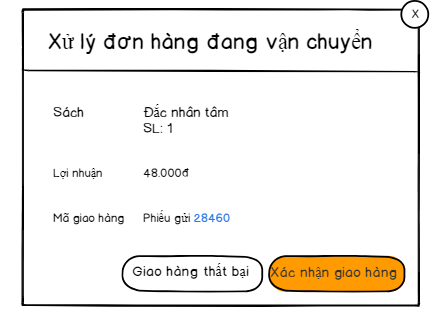 X
Xử lý đơn hàng đang vận chuyển
Sách Đắc nhân tâm
SL: 1
Lợi nhuận 48.000đ
Mã giao hàng Phiếu gửi 28460
Giao hàng thất bại Xác nhận giao hàng